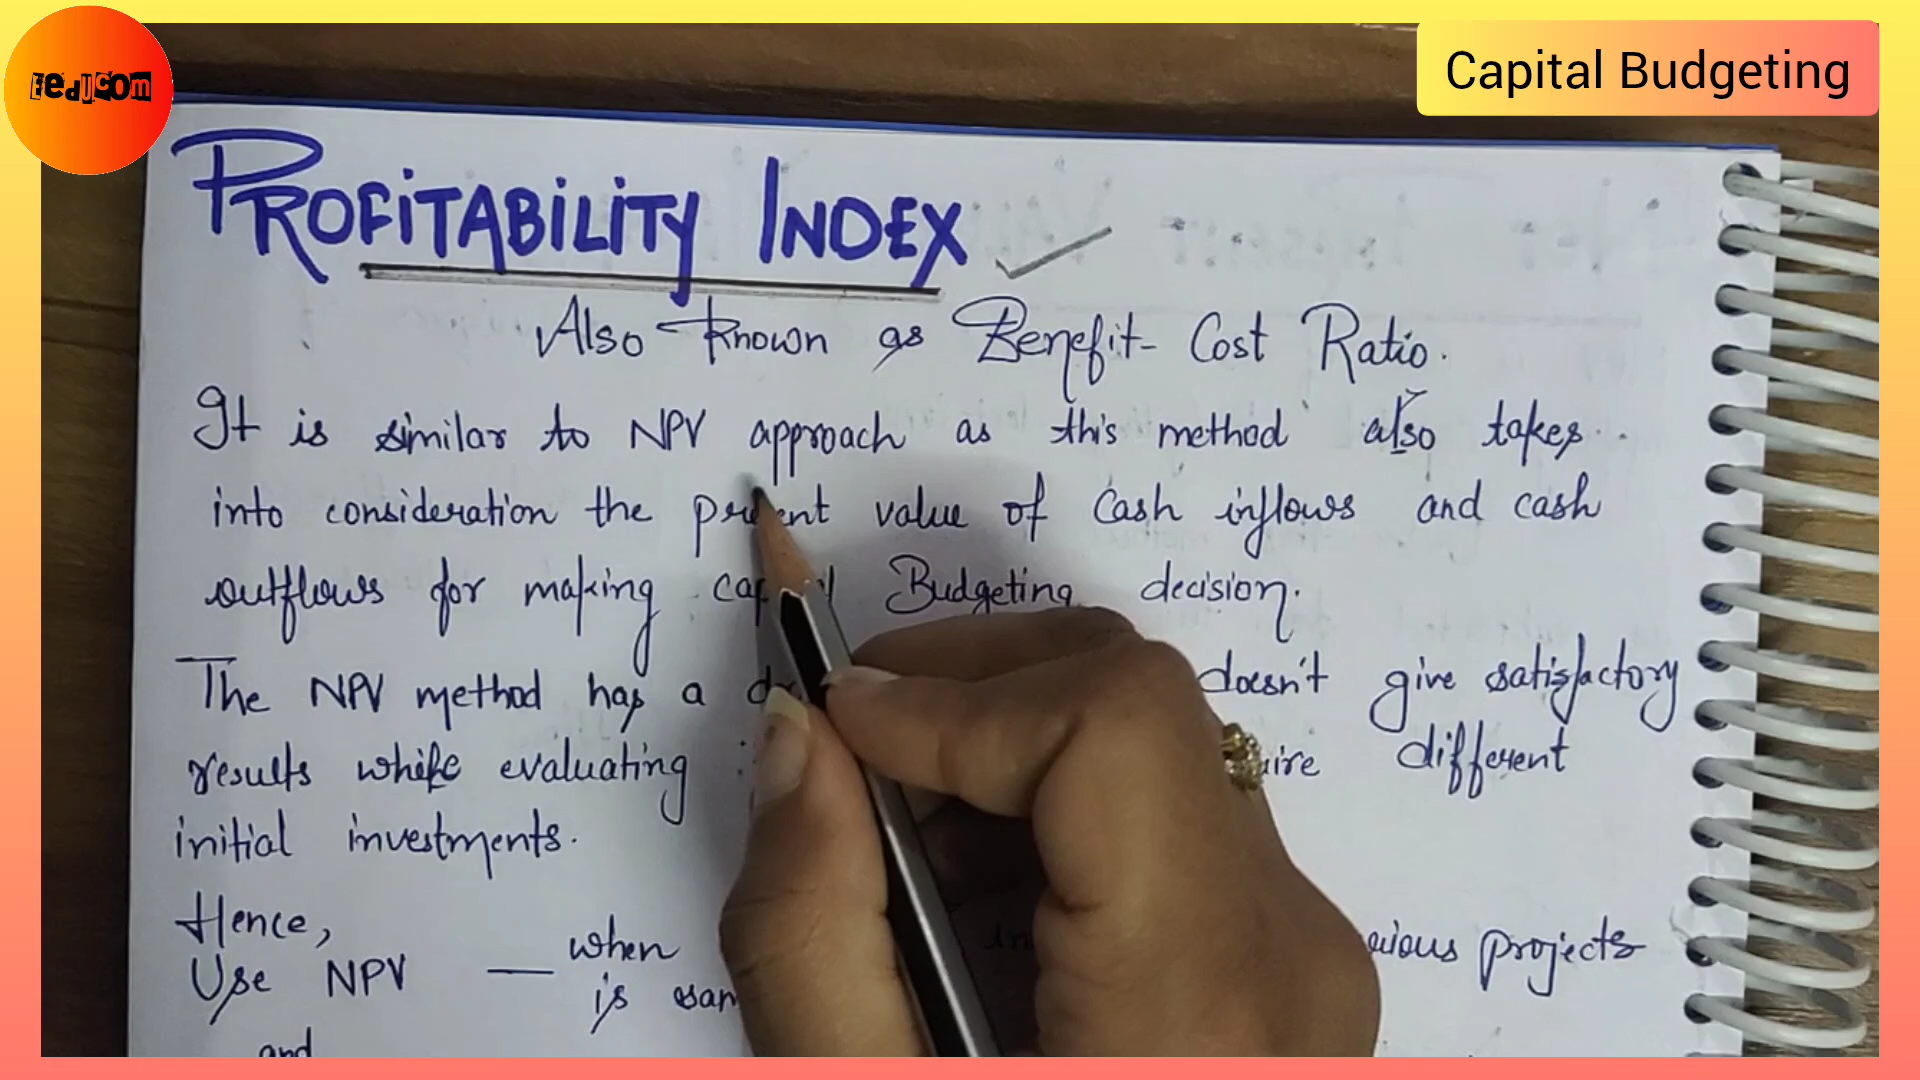 EeduCom
Capital Budgeting
PROFITABILITY INDEX
Also Known as Benefit-Cost Ratio.
It is similar to NPV approach as this method also takes
into consideration the present value of cash inflows and cash
outflows for making Budgeting decision.
The NPV method has a doesn't give satisfactory
results while evaluating different
initial investments.
Hence,
Use NPV — when projects
is
and